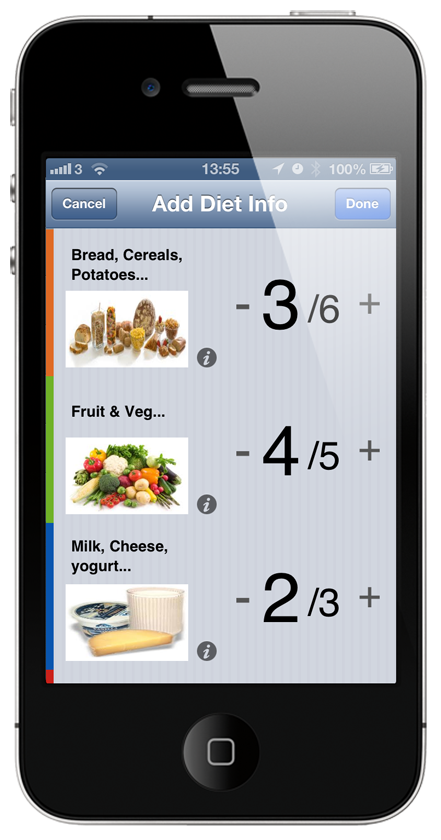 3 13:55 100%
Cancel Add Diet Info Done
Bread, Cereals,
Potatoes...
- 3 /6 +
i
Fruit & Veg...
- 4 /5 +
i
Milk, Cheese,
yogurt...
- 2 /3 +
i